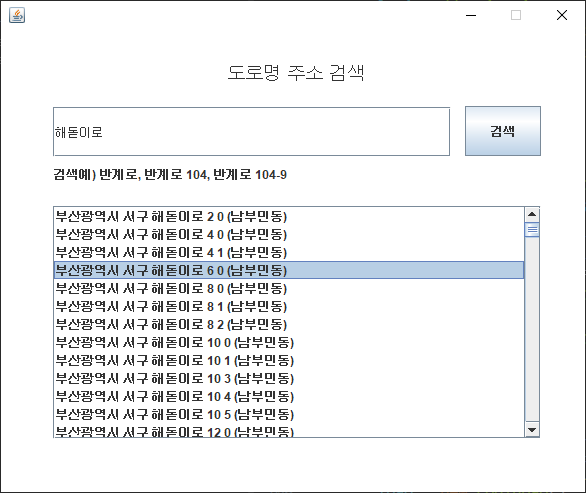 도로명 주소 검색
해돋이로
검색
검색예) 반계로, 반계로 104, 반계로 104-9
부산광역시 서구 해돋이로 2 0 (남부민동)
부산광역시 서구 해돋이로 4 0 (남부민동)
부산광역시 서구 해돋이로 4 1 (남부민동)
부산광역시 서구 해돋이로 6 0 (남부민동)
부산광역시 서구 해돋이로 8 0 (남부민동)
부산광역시 서구 해돋이로 8 1 (남부민동)
부산광역시 서구 해돋이로 8 2 (남부민동)
부산광역시 서구 해돋이로 10 0 (남부민동)
부산광역시 서구 해돋이로 10 1 (남부민동)
부산광역시 서구 해돋이로 10 3 (남부민동)
부산광역시 서구 해돋이로 10 4 (남부민동)
부산광역시 서구 해돋이로 10 5 (남부민동)
부산광역시 서구 해돋이로 12 0 (남부민동)